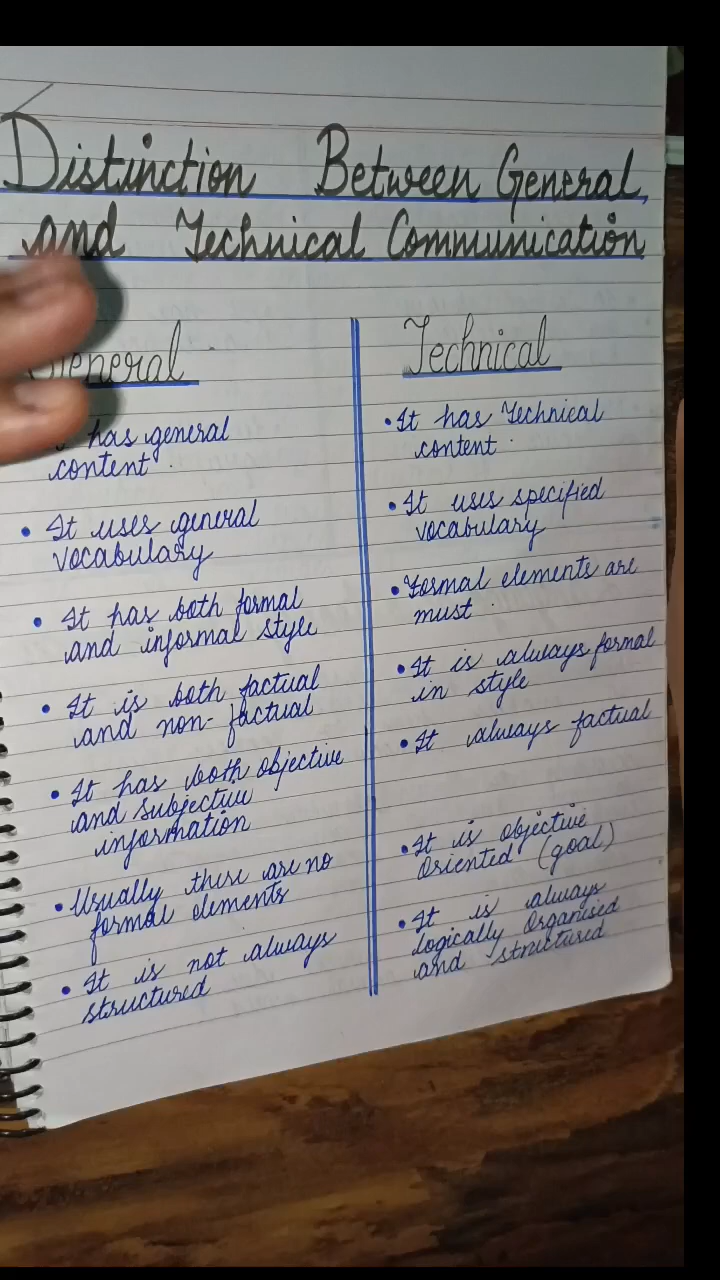 Distinction Between General,
and Technical Communication
General
has general
content.
• It uses general
vocabulary
• It has both formal
and informal style
• It is both factual
and non-factual
• It has both objective
and subjective
information
• Usually there are no
formal elements
• It is not always
structured
Technical
• It has Technical
content.
• It uses specified
vocabulary
• Formal elements are
must.
• It is always formal
in style
• It always factual
• It is objective
oriented (goal)
• It is always
logically organised
and structured